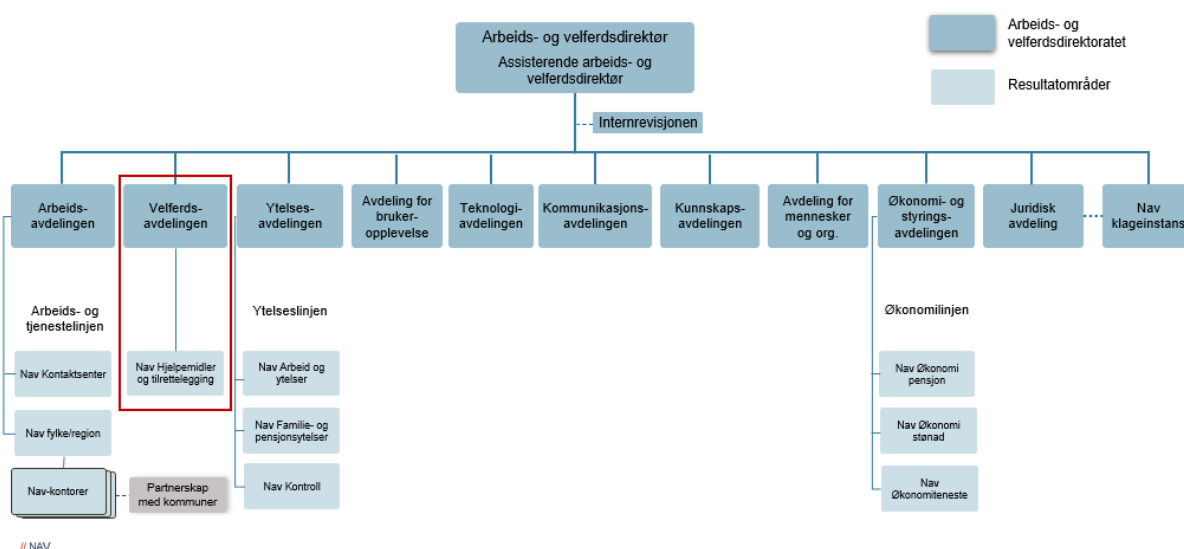 Arbeids- og velferdsdirektør
Assisterende arbeids- og
velferdsdirektør
Arbeids- og
velferdsdirektoratet
Resultatområder
Internrevisjonen
Arbeids-
avdelingen
Velferds-
avdelingen
Ytelses-
avdelingen
Avdeling for
bruker-
opplevelse
Teknologi-
avdelingen
Kommunikasjons-
avdelingen
Kunnskaps-
avdelingen
Avdeling for
mennesker
og org.
Økonomi- og
styrings-
avdelingen
Juridisk
avdeling
Nav
klageinstans
Arbeids- og
tjenestelinjen
Ytelseslinjen
Økonomilinjen
Nav Kontaktsenter
Nav Hjelpemidler
og tilrettelegging
Nav Arbeid og
ytelser
Nav Økonomi
pensjon
Nav fylke/region
Nav Familie- og
pensjonsytelser
Nav Økonomi
stønad
Nav-kontorer
Partnerskap
med kommuner
Nav Kontroll
Nav
Økonomiteneste
// NAV